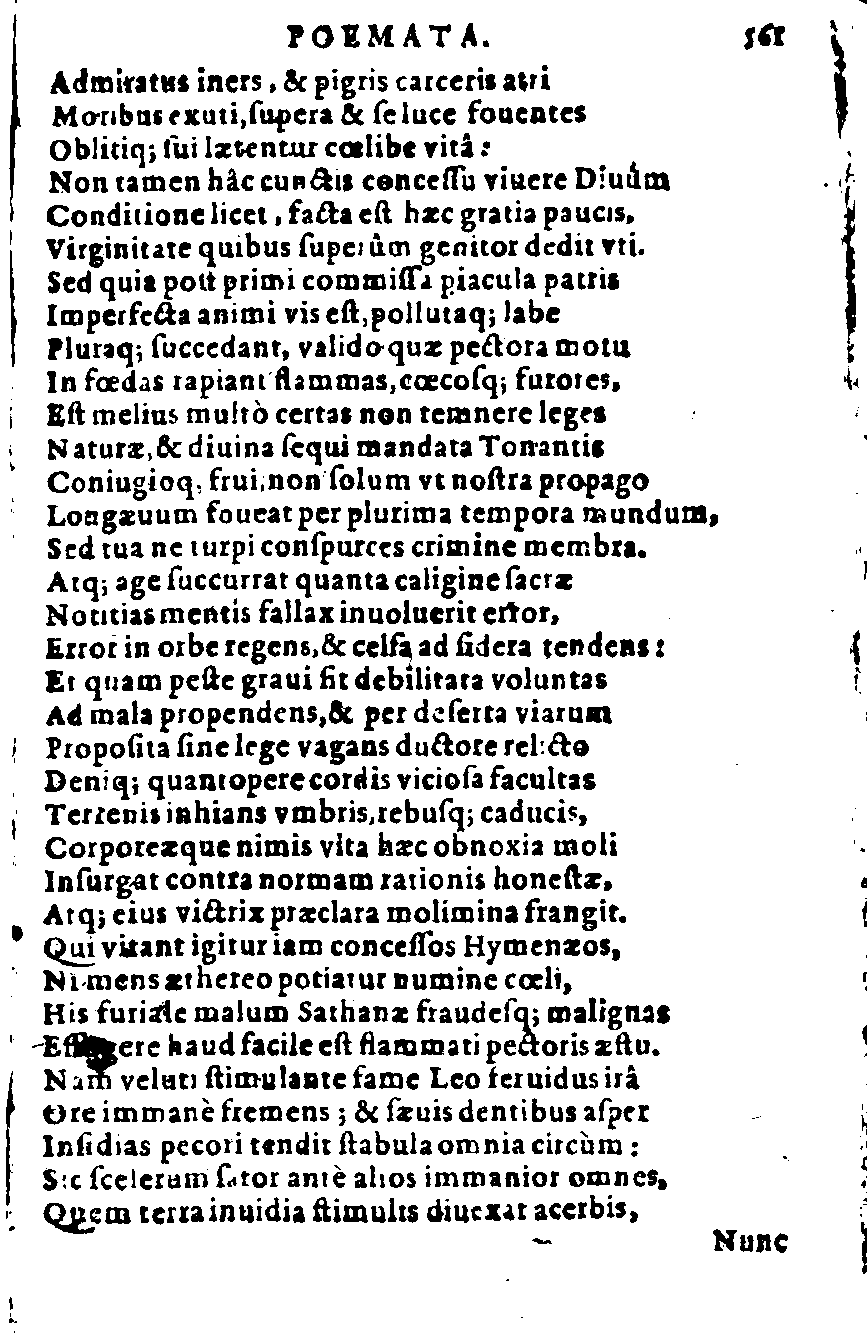 POEMATA. 561
Admiratus iners, & pigris carceris atri
Moribus exuti, ſupera & ſe luce fouentes
Oblitiq; ſui lætentur cœlibe vitâ:
Non tamen hâc cunctis conceſſu viuere Diuûm
Conditione licet, facta eſt hæc gratia paucis,
Virginitate quibus ſuperûm genitor dedit vti.
Sed quia poſt primi commiſſa piacula patris
Imperfecta animi vis eſt, pollutaq; labe
Pluraq; ſuccedant, valido quæ pectora motu
In fœdas rapiant flammas, cœcoſq; furores,
Eſt melius multò certas non temnere leges
Naturæ, & diuina ſequi mandata Tonantis
Coniugioq, frui, non ſolum vt noſtra propago
Longæuum foueat per plurima tempora mundum,
Sed tua ne turpi conſpurces crimine membra.
Atq; age ſuccurrat quanta caligine ſacræ
Notitias mentis fallax inuoluerit error,
Error in orbe regens, & celſa ad ſidera tendens:
Et quam peſte graui ſit debilitata voluntas
Ad mala propendens, & per deſerta viarum
Propoſita ſine lege vagans ductore relicto
Deniq; quantopere cordis vicioſa facultas
Terrenis inhians vmbris, rebuſq; caducis,
Corporeæque nimis vita hæc obnoxia moli
Inſurgat contra normam rationis honeſtæ,
Atq; eius victrix præclara molimina frangit.
Qui vitant igitur iam conceſſos Hymenæos,
Ni mens æthereo potiatur numine cœli,
His furiale malum Sathanæ fraudeſq; malignas
Effugere haud facile eſt flammati pectoris æſtu.
Nam veluti ſtimulante fame Leo feruidus irâ
Ore immanè fremens; & ſæuis dentibus aſper
Inſidias pecori tendit ſtabula omnia circùm:
Sic ſcelerum ſator antè alios immanior omnes,
Quem terra inuidia ſtimulis diuexat acerbis,
Nunc